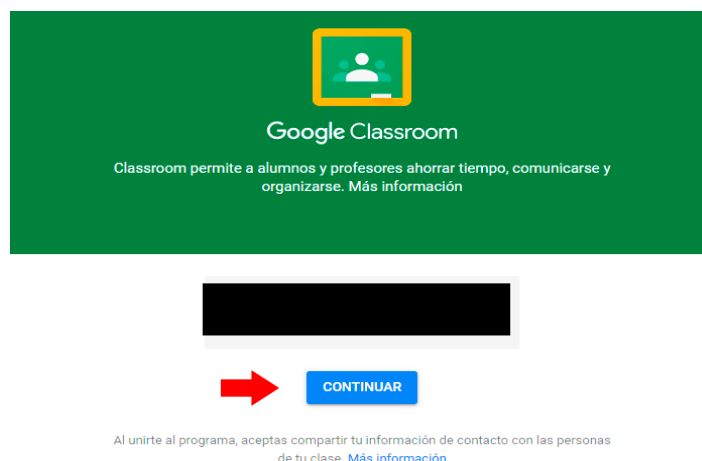 Google Classroom
Classroom permite a alumnos y profesores ahorrar tiempo, comunicarse y
organizarse. Más información
CONTINUAR
Al unirte al programa, aceptas compartir tu información de contacto con las personas
de tu clase. Más información